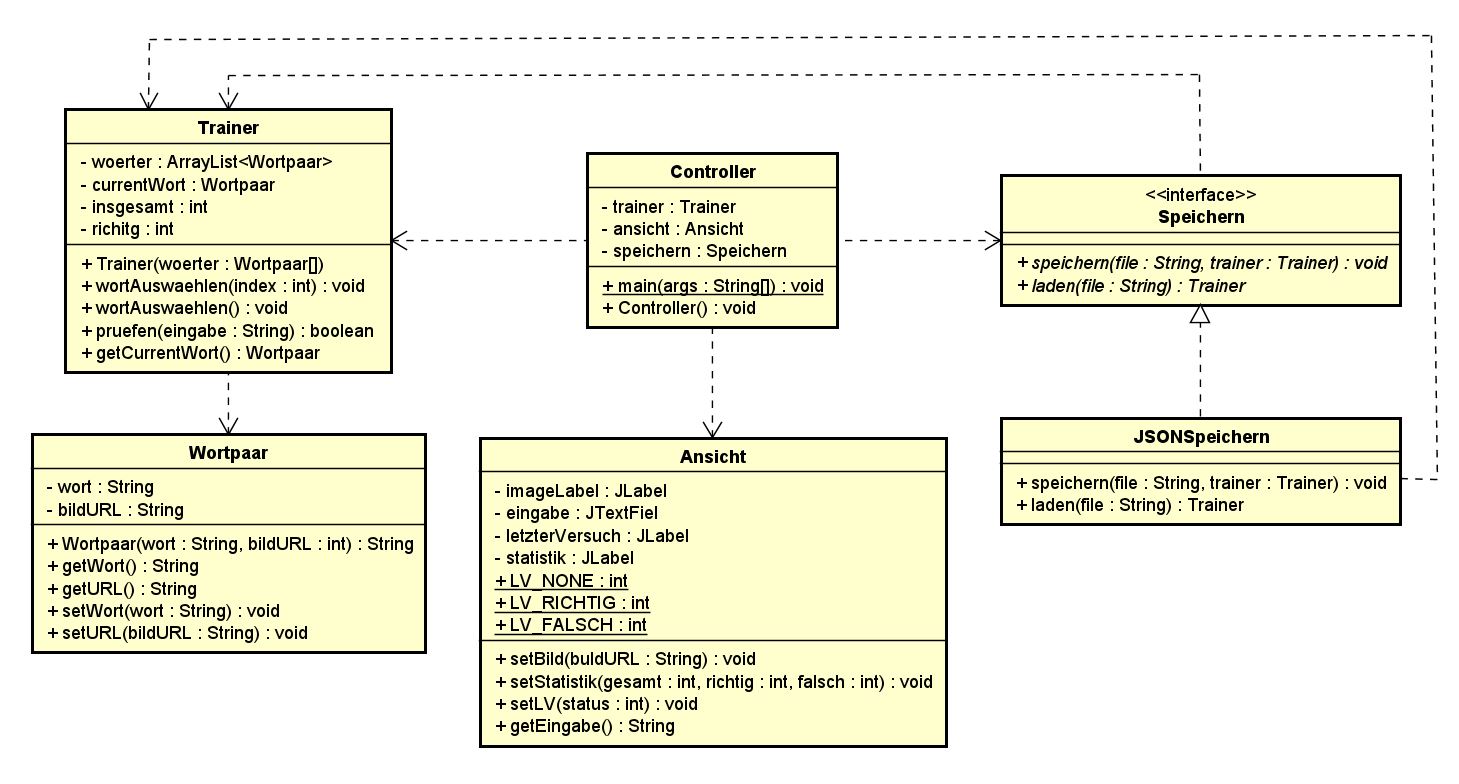 Trainer
- woerter : ArrayList<Wortpaar>
- currentWort : Wortpaar
- insgesamt : int
- richitg : int
+ Trainer(woerter : Wortpaar[])
+ wortAuswaehlen(index : int) : void
+ wortAuswaehlen() : void
+ pruefen(eingabe : String) : boolean
+ getCurrentWort() : Wortpaar
Controller
- trainer : Trainer
- ansicht : Ansicht
- speichern : Speichern
+ main(args : String[]) : void
+ Controller() : void
<<interface>>
Speichern
+ speichern(file : String, trainer : Trainer) : void
+ laden(file : String) : Trainer
Wortpaar
- wort : String
- bildURL : String
+ Wortpaar(wort : String, bildURL : int) : String
+ getWort() : String
+ getURL() : String
+ setWort(wort : String) : void
+ setURL(bildURL : String) : void
Ansicht
- imageLabel : JLabel
- eingabe : JTextFiel
- letzterVersuch : JLabel
- statistik : JLabel
+ LV_NONE : int
+ LV_RICHTIG : int
+ LV_FALSCH : int
+ setBild(buldURL : String) : void
+ setStatistik(gesamt : int, richtig : int, falsch : int) : void
+ setLV(status : int) : void
+ getEingabe() : String
JSONSpeichern
+ speichern(file : String, trainer : Trainer) : void
+ laden(file : String) : Trainer